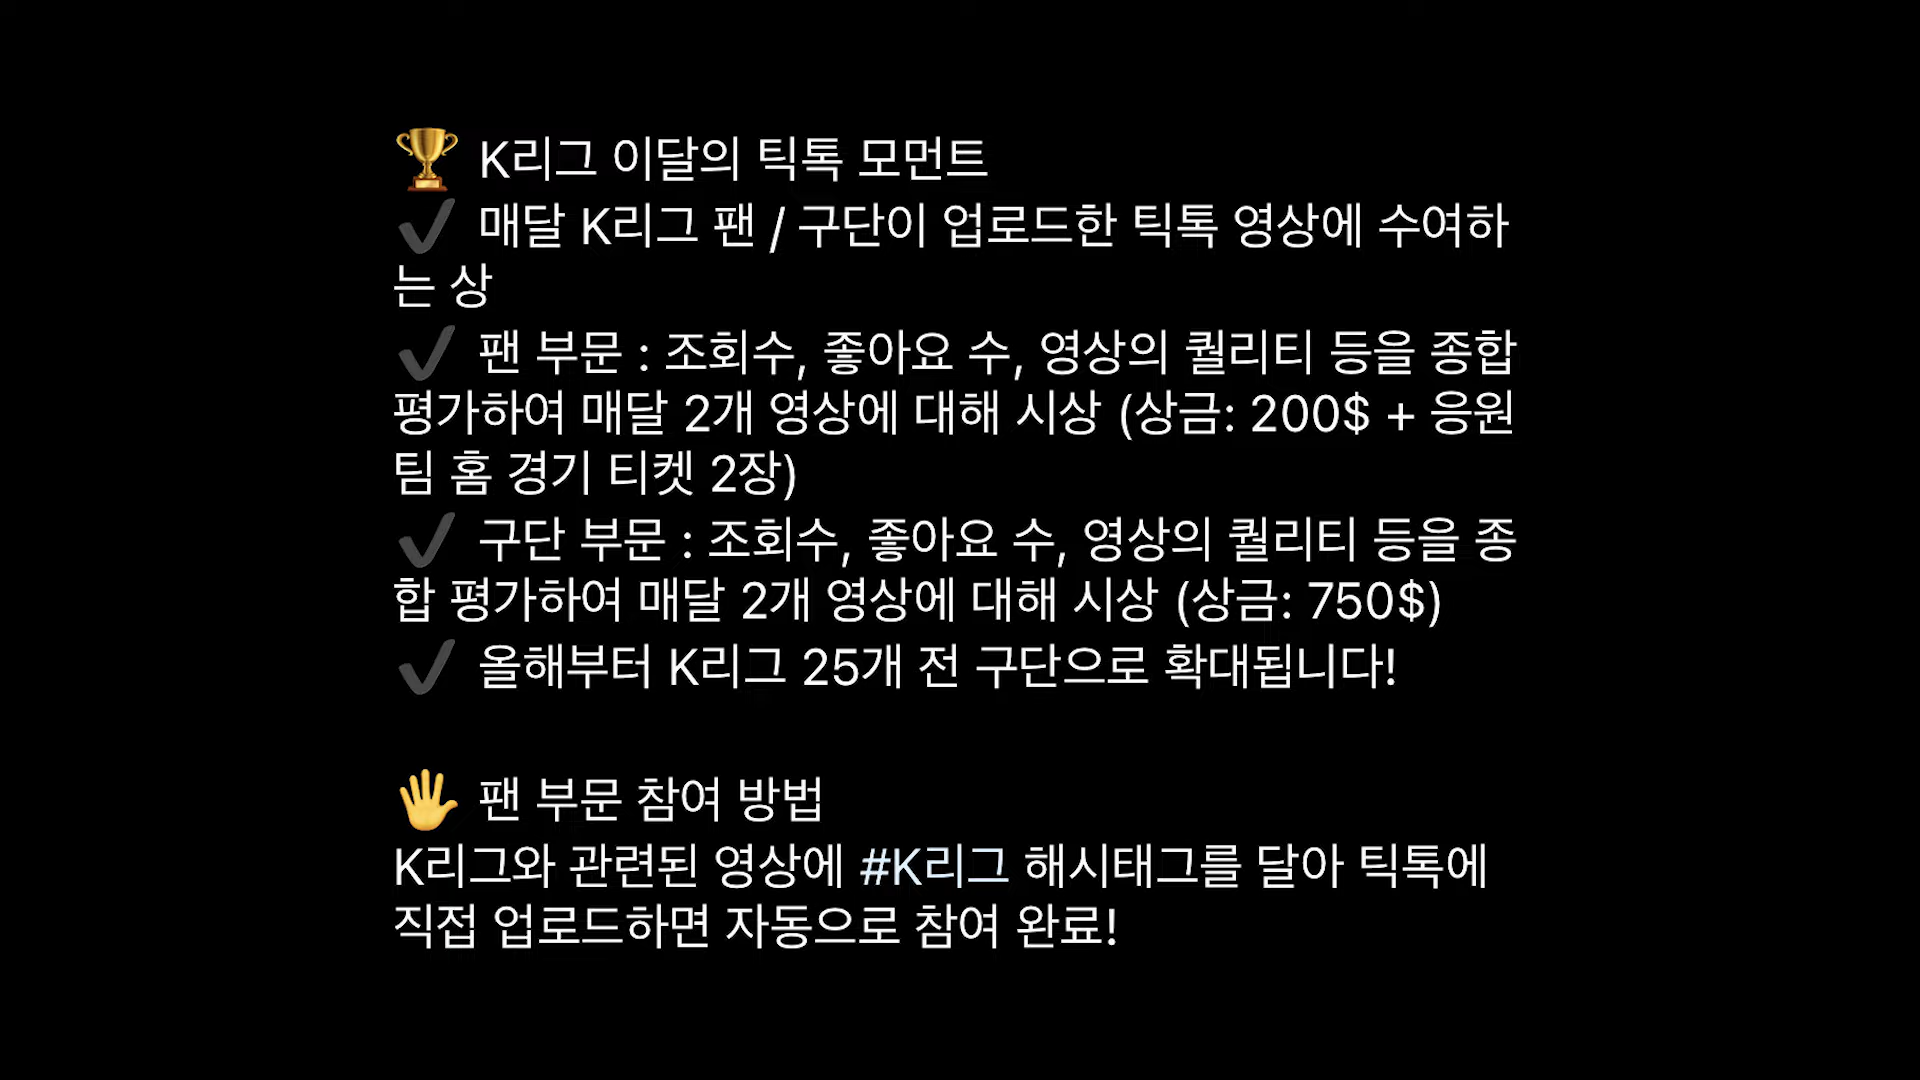 🏆 K리그 이달의 틱톡 모먼트
✔️ 매달 K리그 팬 / 구단이 업로드한 틱톡 영상에 수여하
는 상
✔️ 팬 부문 : 조회수, 좋아요 수, 영상의 퀄리티 등을 종합
평가하여 매달 2개 영상에 대해 시상 (상금: 200$ + 응원
팀 홈 경기 티켓 2장)
✔️ 구단 부문 : 조회수, 좋아요 수, 영상의 퀄리티 등을 종
합 평가하여 매달 2개 영상에 대해 시상 (상금: 750$)
✔️ 올해부터 K리그 25개 전 구단으로 확대됩니다!
🖐 팬 부문 참여 방법
K리그와 관련된 영상에 #K리그 해시태그를 달아 틱톡에
직접 업로드하면 자동으로 참여 완료!